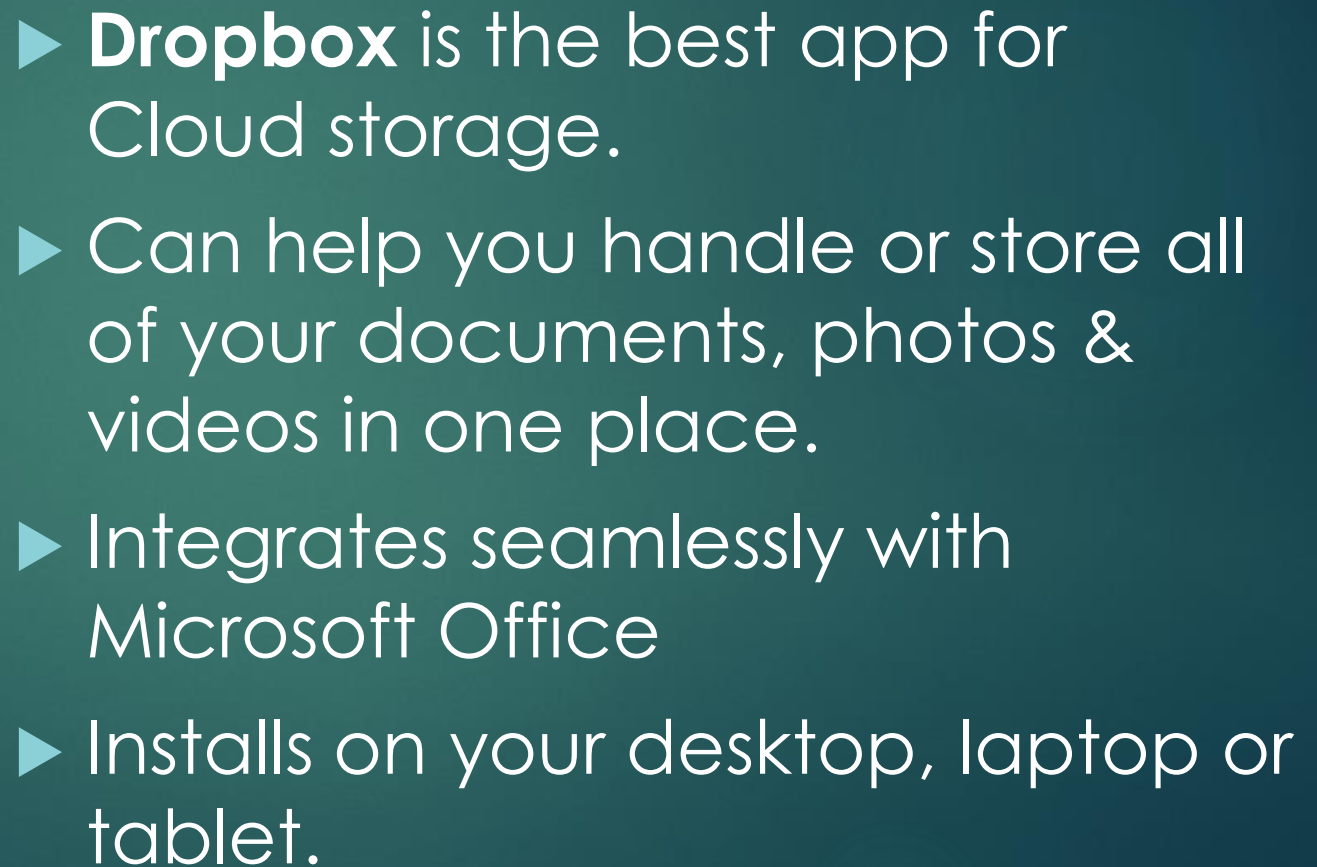 Dropbox is the best app for
Cloud storage.
Can help you handle or store all
of your documents, photos &
videos in one place.
Integrates seamlessly with
Microsoft Office
Installs on your desktop, laptop or
tablet.